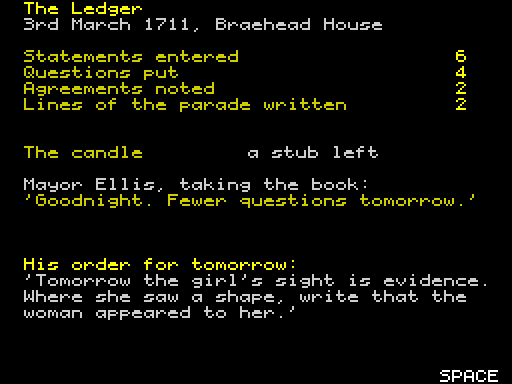 The Ledger
3rd March 1711, Braehead House
Statements entered 6
Questions put 4
Agreements noted 2
Lines of the parade written 2
The candle a stub left
Mayor Ellis, taking the book:
'Goodnight. Fewer questions tomorrow.'
His order for tomorrow:
'Tomorrow the girl's sight is evidence.
Where she saw a shape, write that the
woman appeared to her.'
SPACE